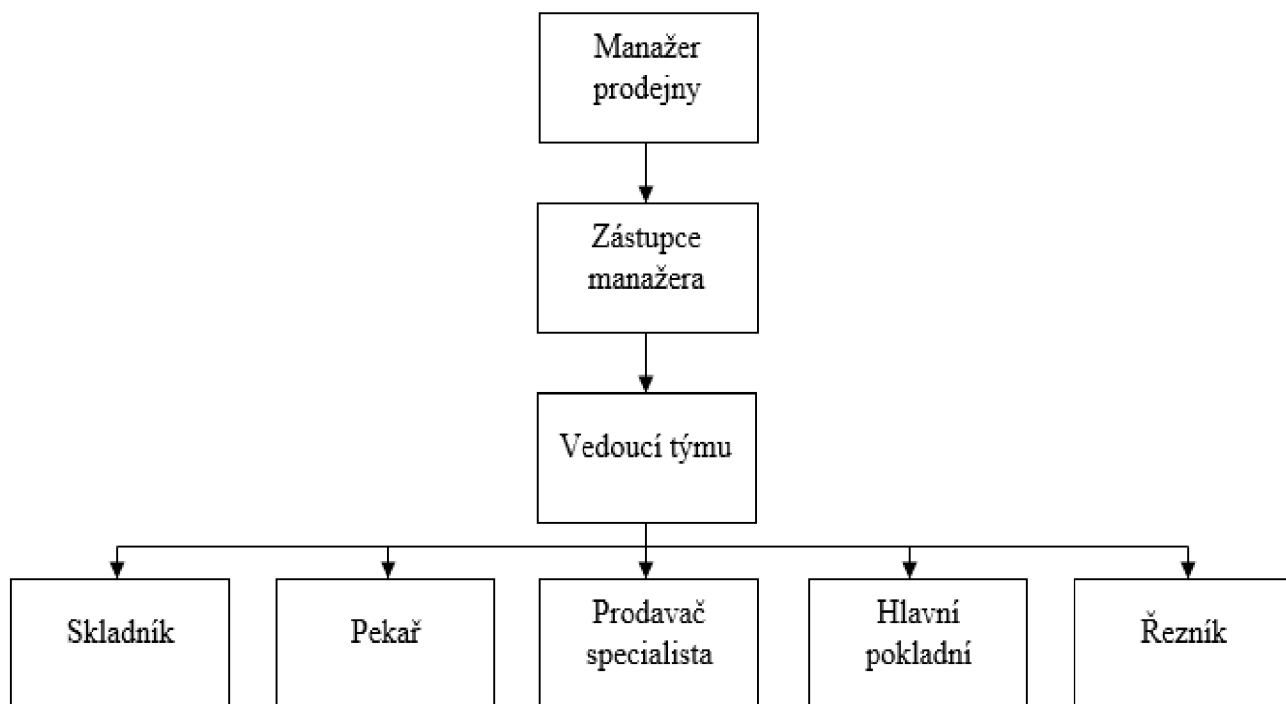 Manažer
prodejny
Zástupce
manažera
Vedoucí týmu
Skladník
Pekař
Prodavač
specialista
Hlavní
pokladní
Řezník